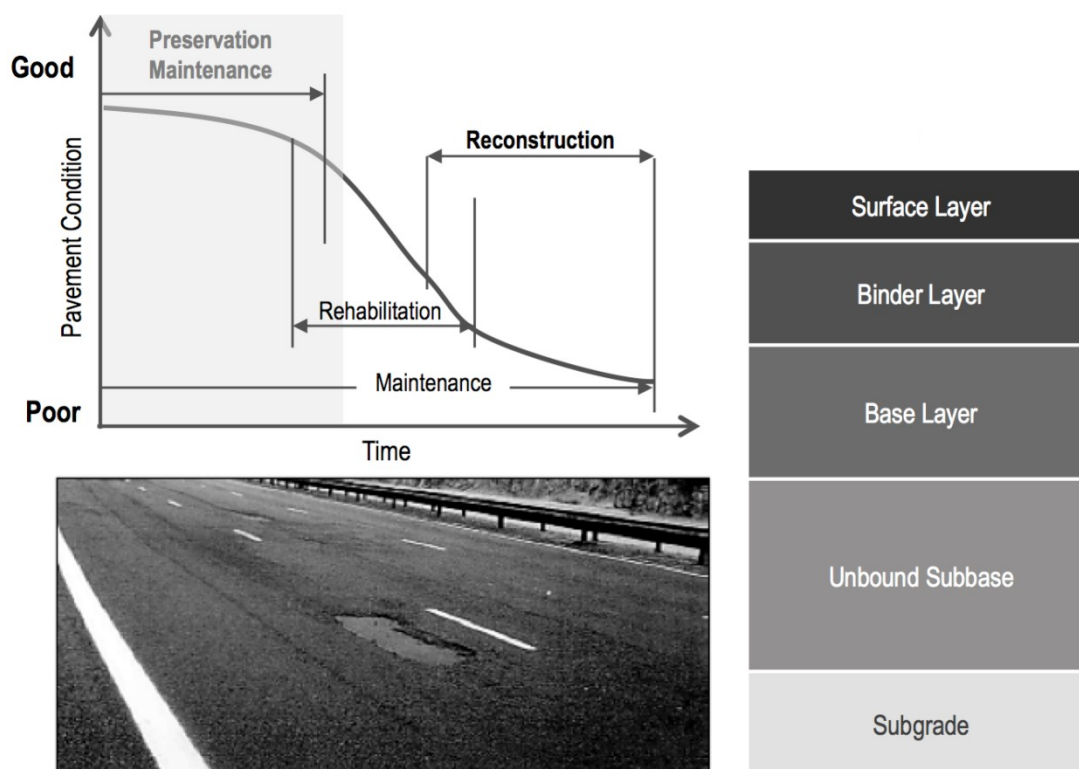 Preservation
Maintenance
Good
Reconstruction
Pavement Condition
Rehabilitation
Maintenance
Poor
Time
Surface Layer
Binder Layer
Base Layer
Unbound Subbase
Subgrade